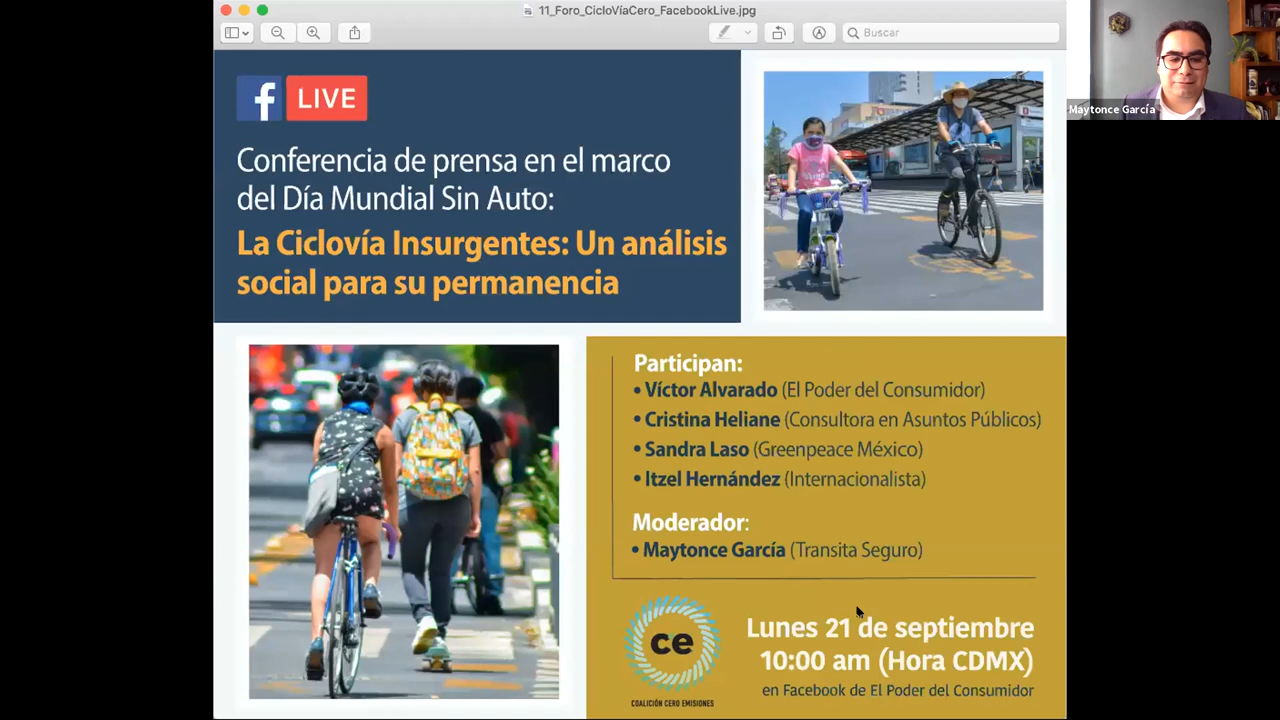 11_Foro_CicloVíaCero_FacebookLive.jpg
Buscar
Maytonce García
f LIVE
Conferencia de prensa en el marco
del Día Mundial Sin Auto:
La Ciclovía Insurgentes: Un análisis
social para su permanencia
Participan:
• Víctor Alvarado (El Poder del Consumidor)
• Cristina Heliane (Consultora en Asuntos Públicos)
• Sandra Laso (Greenpeace México)
• Itzel Hernández (Internacionalista)
Moderador:
• Maytonce García (Transita Seguro)
ce
COALICIÓN CERO EMISIONES
Lunes 21 de septiembre
10:00 am (Hora CDMX)
en Facebook de El Poder del Consumidor